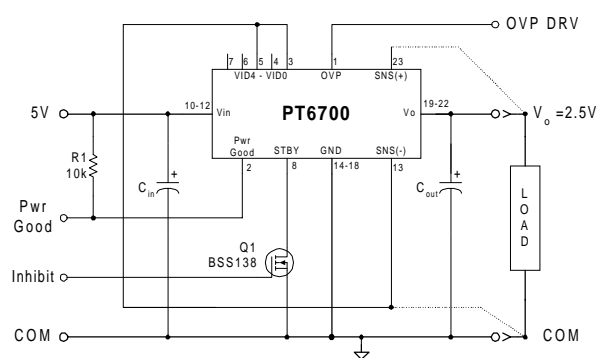 OVP DRV
7 6 5 4 3 1 23
VID4 - VID0 OVP SNS(+)
10-12 19-22
5V Vin PT6700 Vo Vo =2.5V
Pwr
Good STBY GND SNS(-)
2 8 14-18 13
R1
10k
Cin
Cout
LOAD
Pwr
Good
Q1
BSS138
Inhibit
COM COM